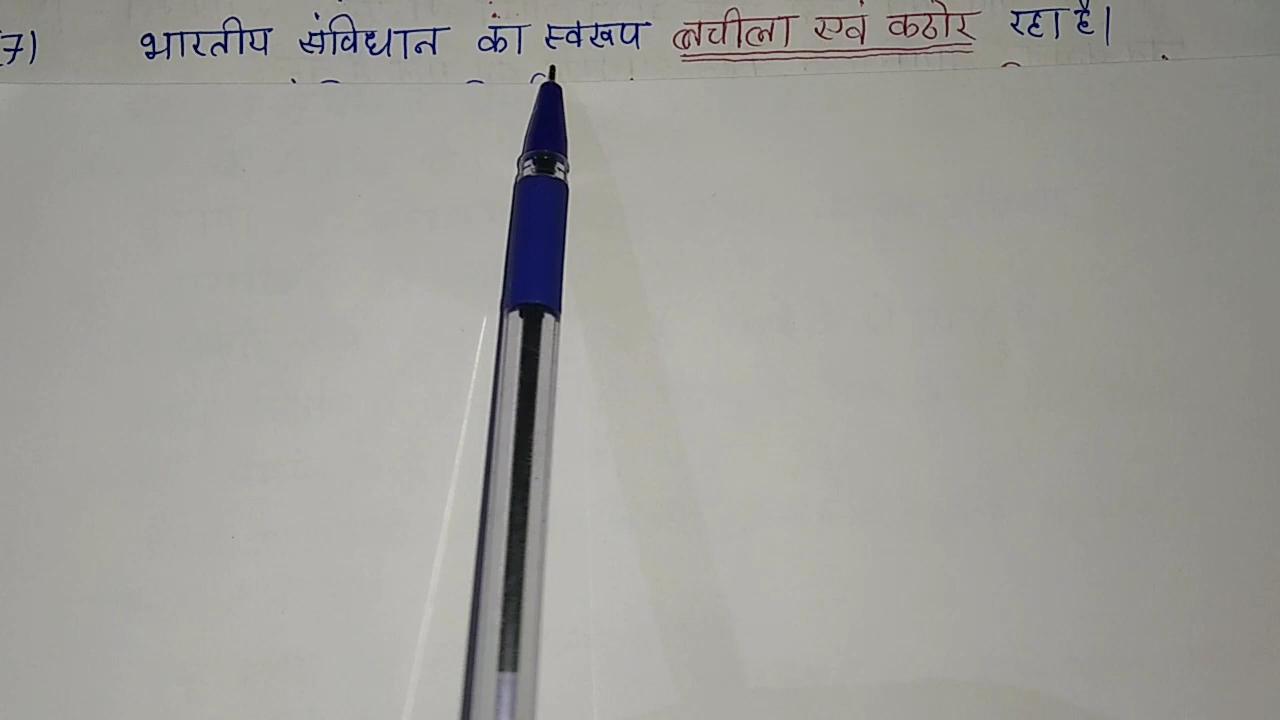 (7) भारतीय संविधान का स्वरूप लचीला एवं कठोर रहा है।